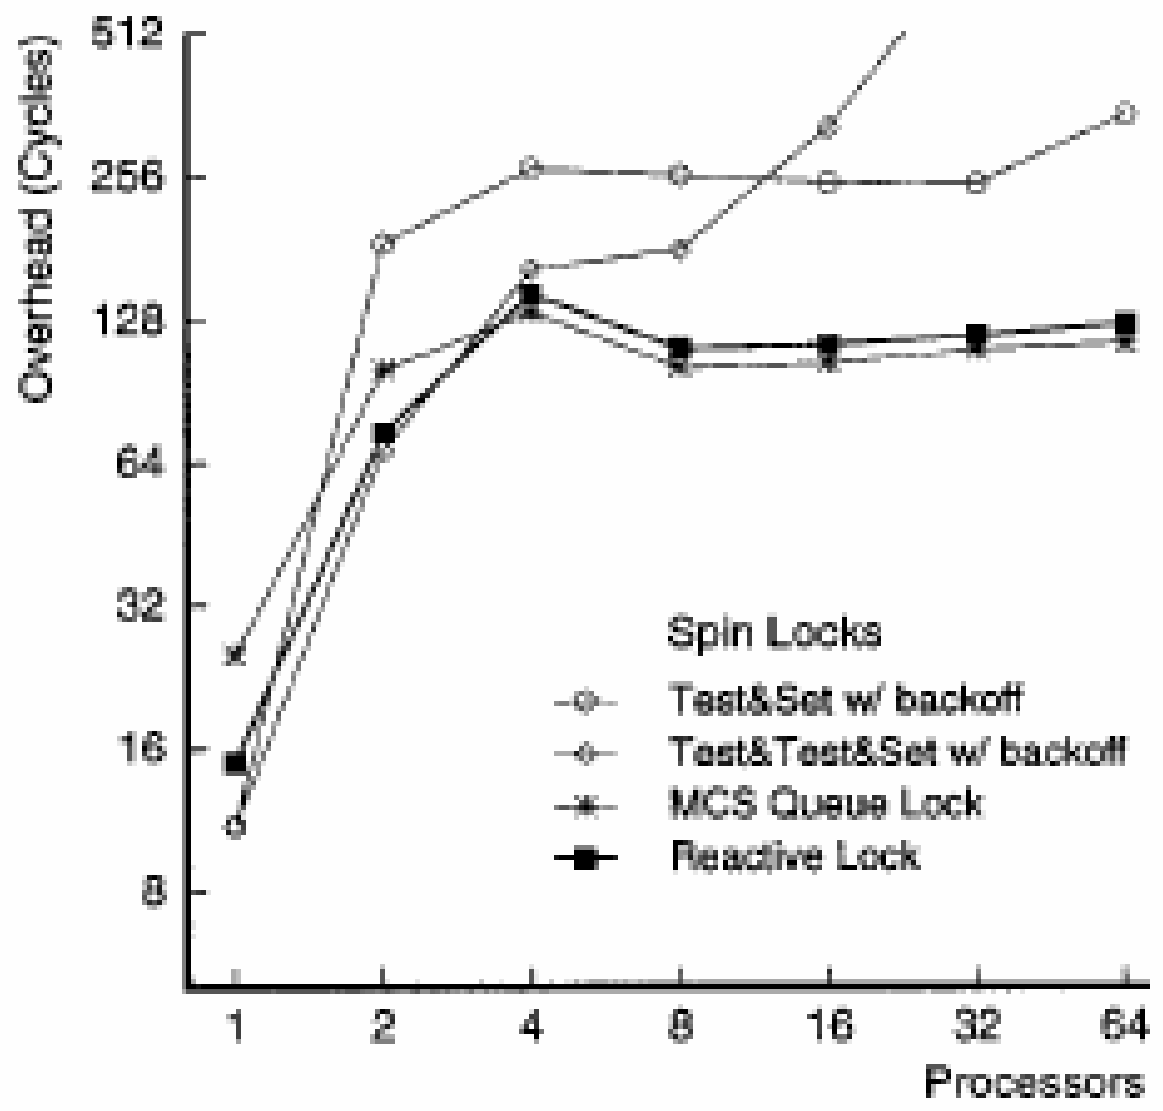 Overhead (Cycles)
512
256
128
64
32
16
8
Spin Locks
Test&Set w/ backoff
Test&Test&Set w/ backoff
MCS Queue Lock
Reactive Lock
1 2 4 8 16 32 64
Processors